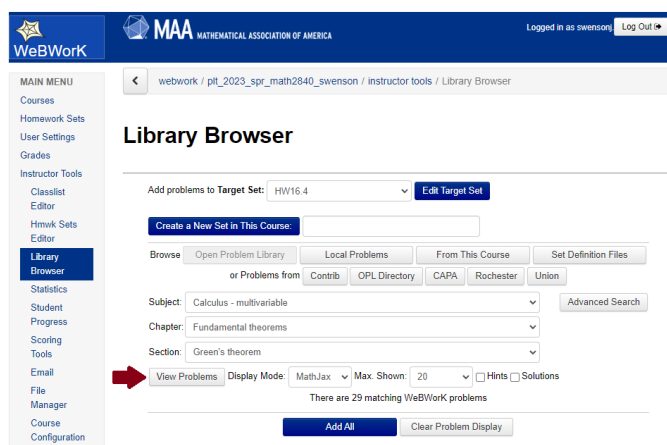 WeBWorK
MAA MATHEMATICAL ASSOCIATION OF AMERICA
Logged in as swensonj. Log Out
MAIN MENU
Courses
Homework Sets
User Settings
Grades
Instructor Tools
Classlist
Editor
Hmwk Sets
Editor
Library
Browser
Statistics
Student
Progress
Scoring
Tools
Email
File
Manager
Course
Configuration
webwork / plt_2023_spr_math2840_swenson / instructor tools / Library Browser
Library Browser
Add problems to Target Set: HW16.4 Edit Target Set
Create a New Set in This Course:
Browse Open Problem Library Local Problems From This Course Set Definition Files
or Problems from Contrib OPL Directory CAPA Rochester Union
Subject: Calculus - multivariable Advanced Search
Chapter: Fundamental theorems
Section: Green's theorem
View Problems Display Mode: MathJax Max. Shown: 20 Hints Solutions
There are 29 matching WeBWorK problems
Add All Clear Problem Display